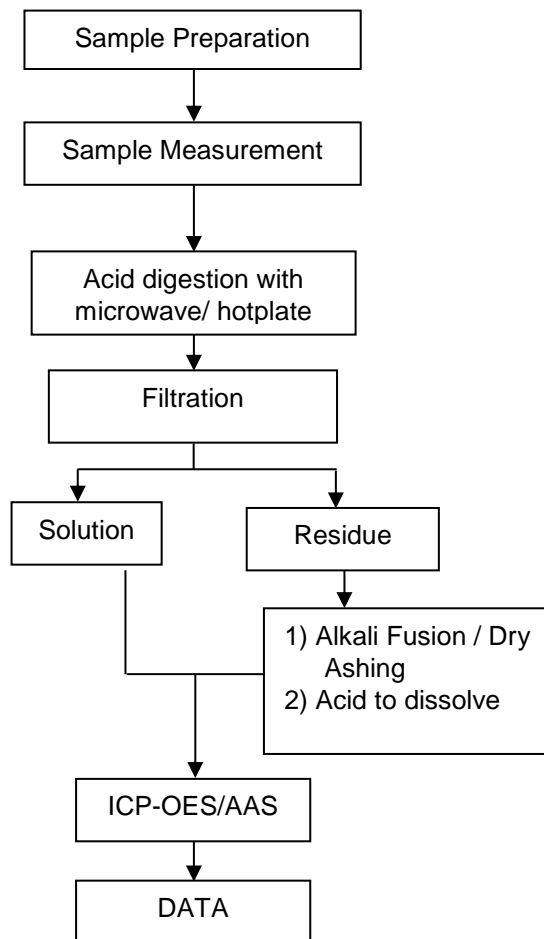 Sample Preparation
Sample Measurement
Acid digestion with
microwave/ hotplate
Filtration
Solution
Residue
1) Alkali Fusion / Dry
Ashing
2) Acid to dissolve
ICP-OES/AAS
DATA